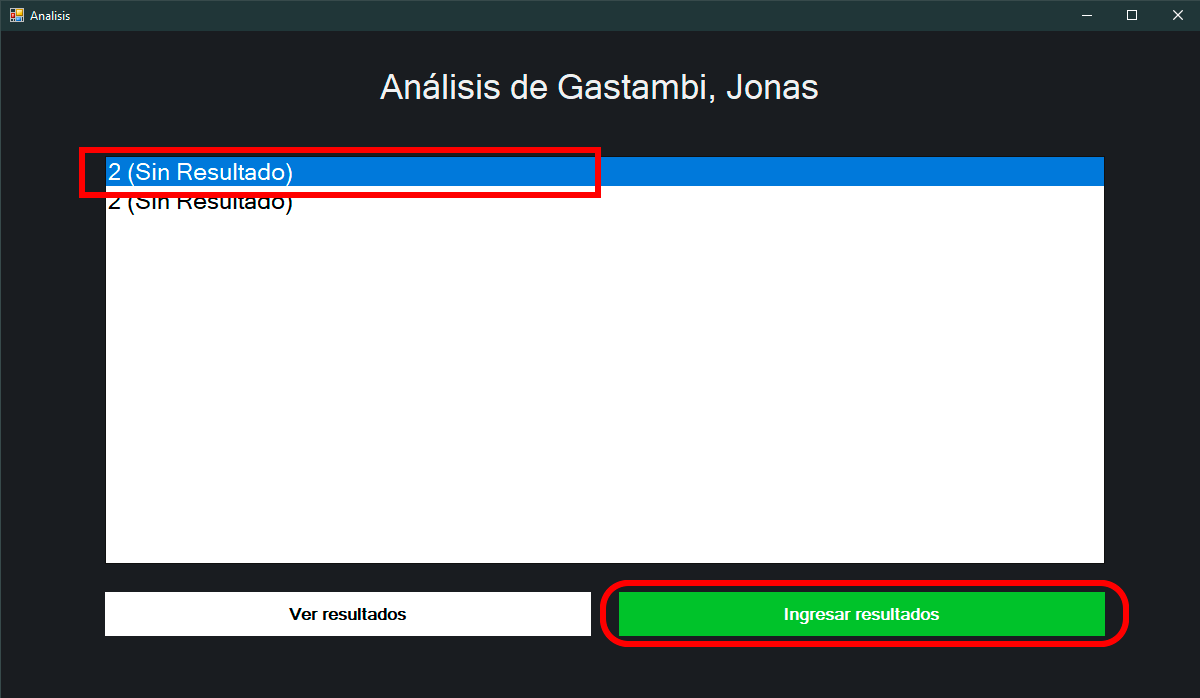 Analisis
Análisis de Gastambi, Jonas
2 (Sin Resultado)
2 (Sin Resultado)
Ver resultados
Ingresar resultados